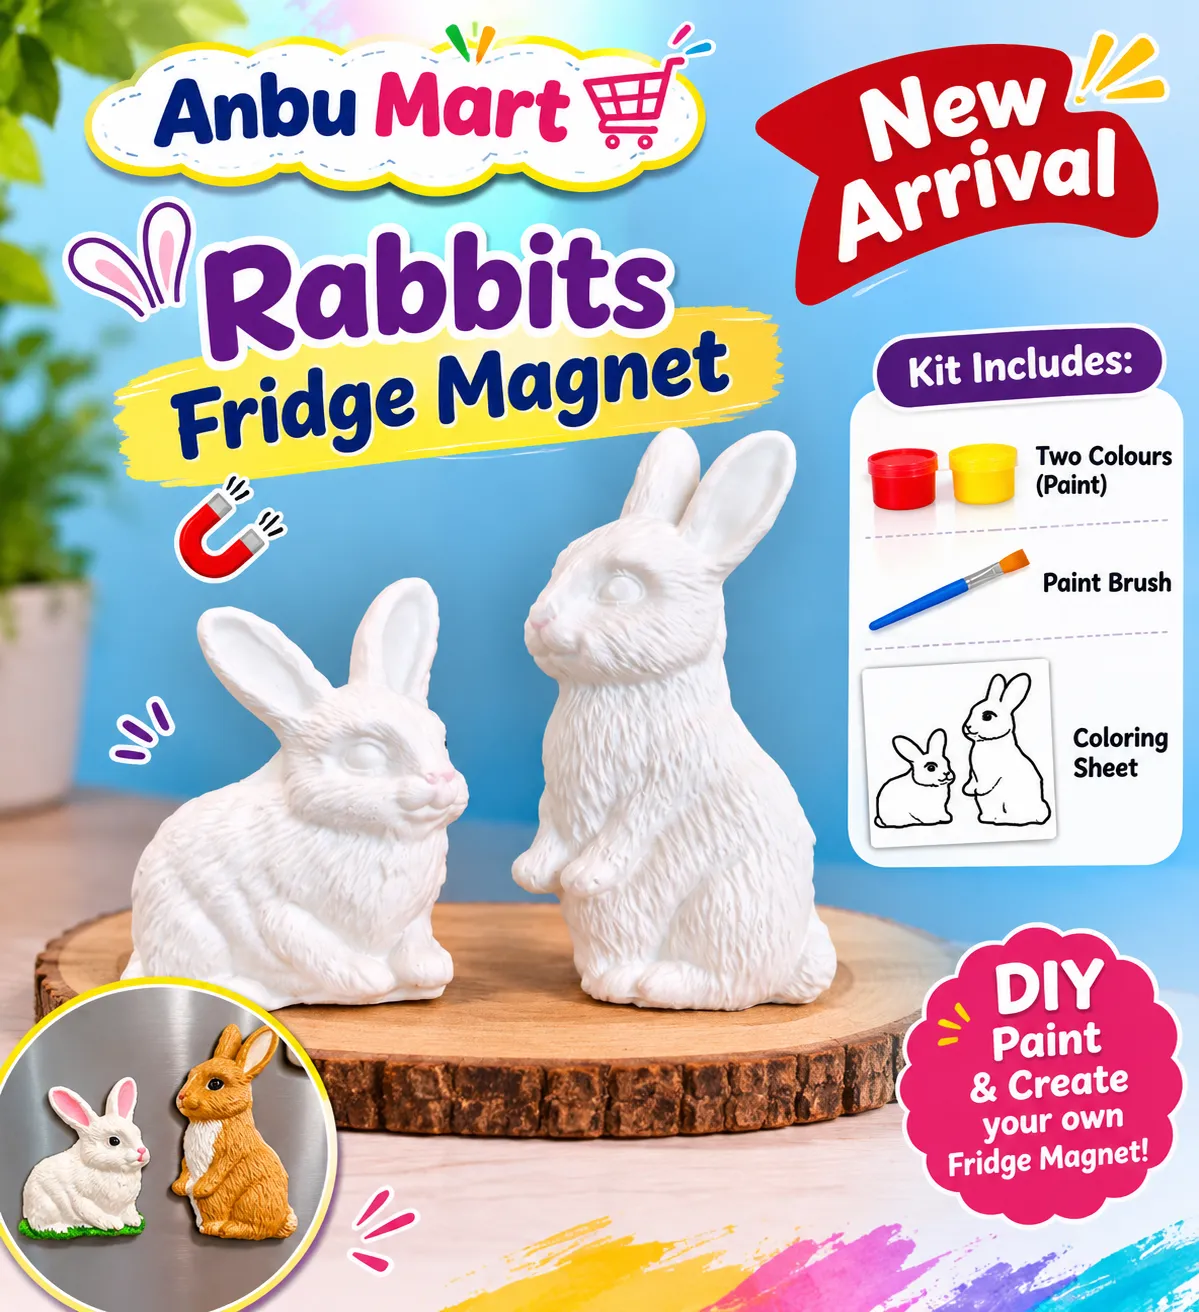 Anbu Mart
New
Arrival
Rabbits
Fridge Magnet
Kit Includes:
Two Colours
(Paint)
Paint Brush
Coloring
Sheet
DIY
Paint
& Create
your own
Fridge Magnet!